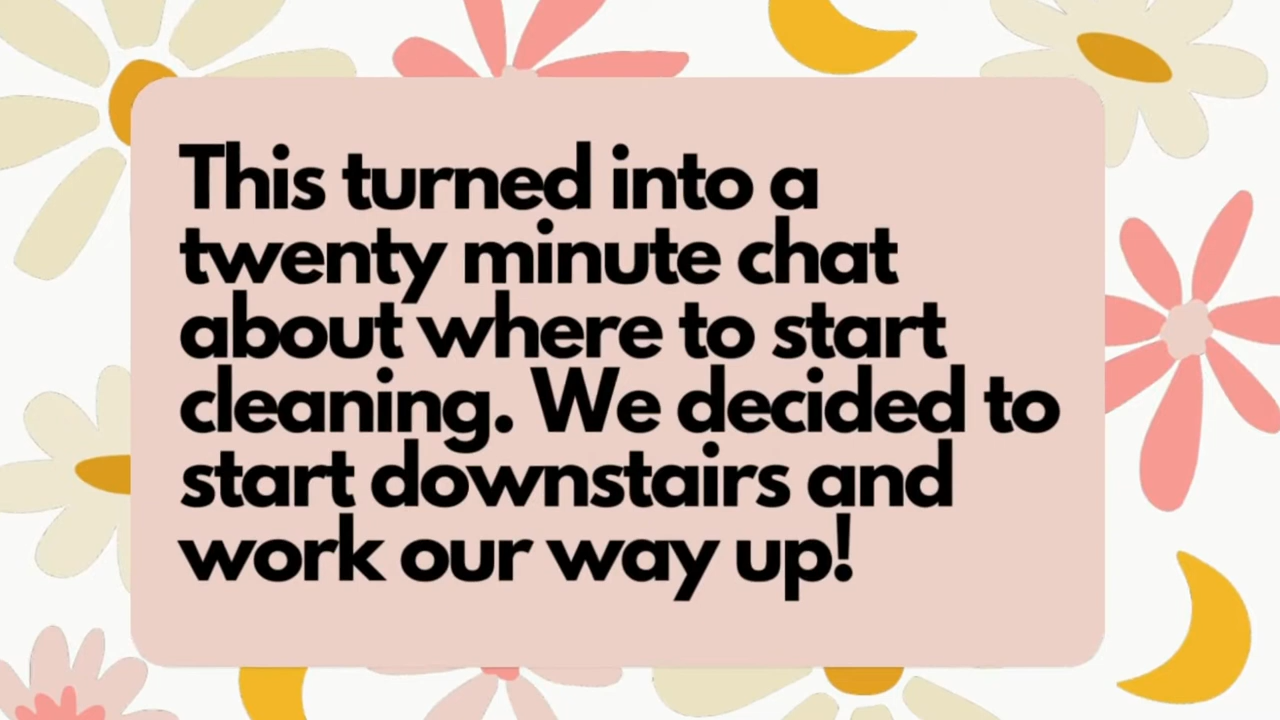 This turned into a
twenty minute chat
about where to start
cleaning. We decided to
start downstairs and
work our way up!